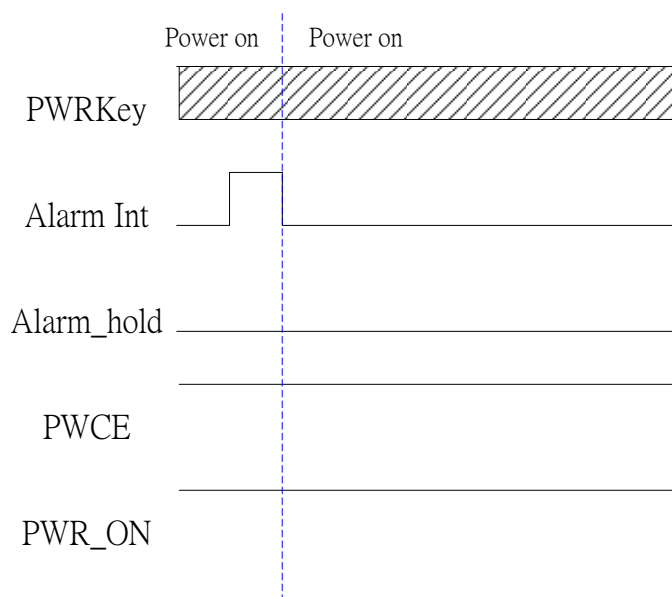 Power on Power on
PWRKey
Alarm Int
Alarm_hold
PWCE
PWR_ON